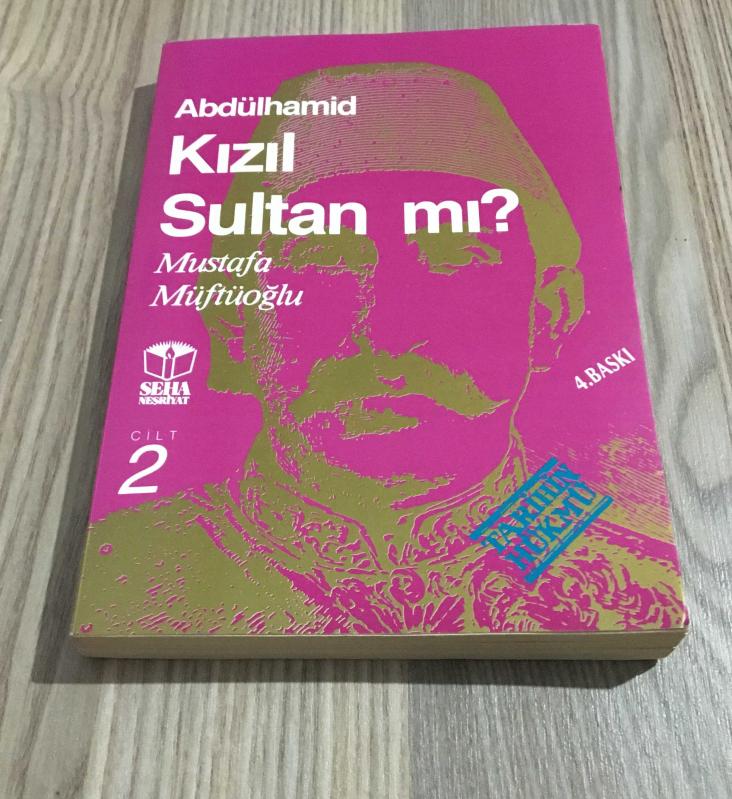 Abdülhamid
Kızıl
Sultan mı?
Mustafa
Müftüoğlu
SEHA
NEŞRİYAT
CİLT
2
4.BASKI
TARİHİN
HÜKMÜ